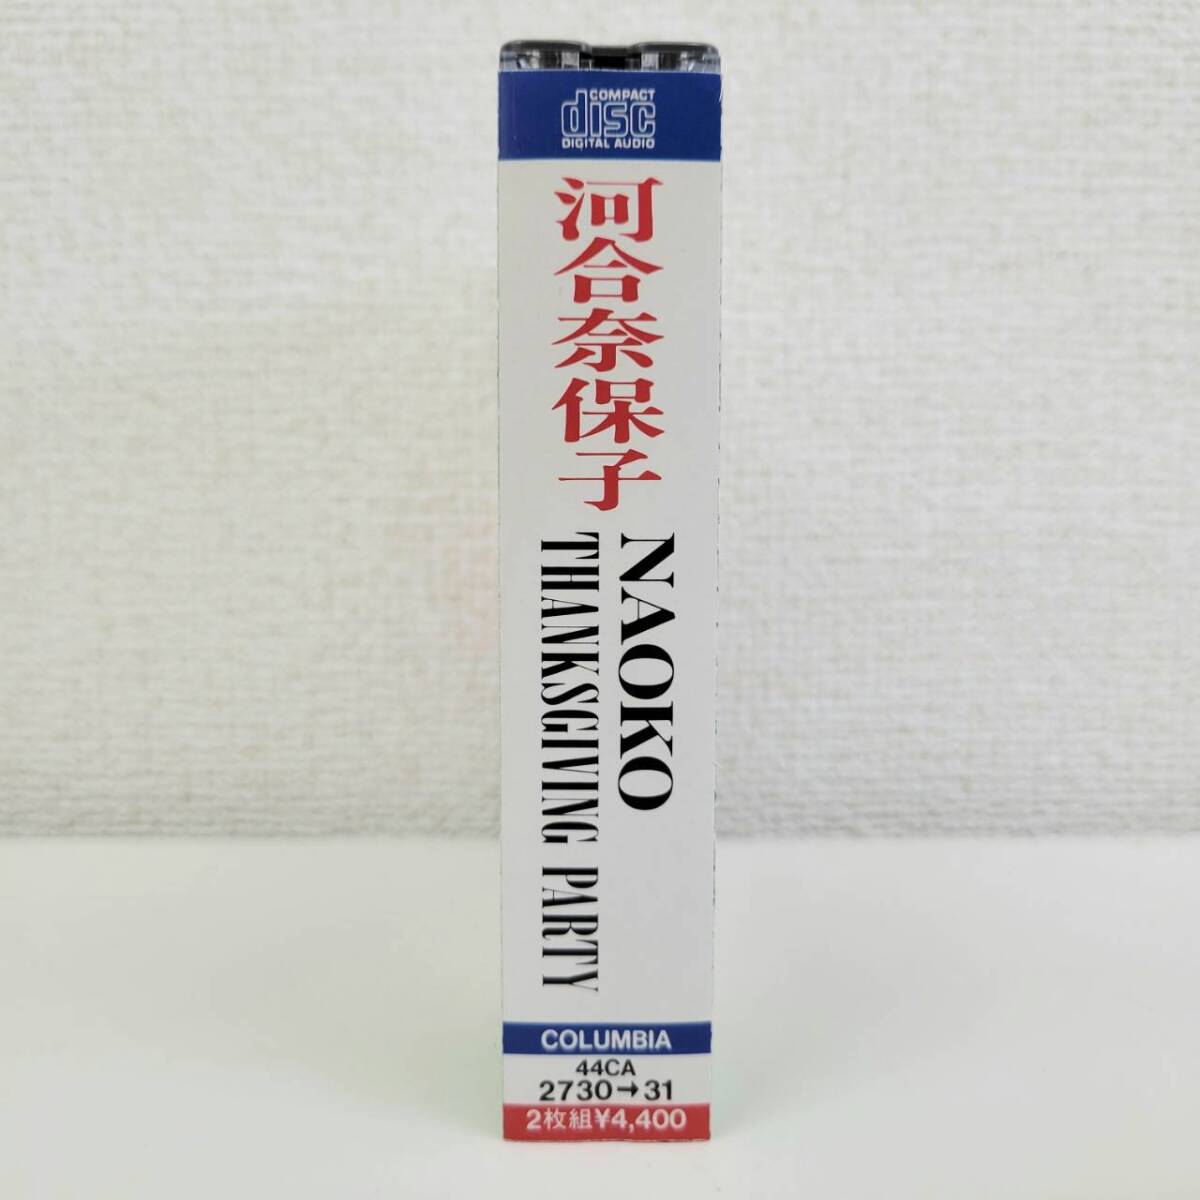 COMPACT
disc
DIGITAL AUDIO
河合奈保子
NAOKO
THANKSGIVING PARTY
COLUMBIA
44CA
2730→31
2枚組¥4,400